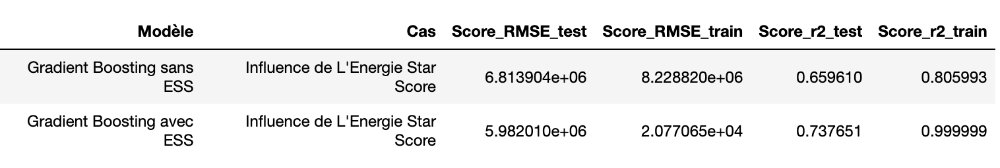 Modèle Cas Score_RMSE_test Score_RMSE_train Score_r2_test Score_r2_train
Gradient Boosting sans ESS Influence de L'Energie Star Score 6.813904e+06 8.228820e+06 0.659610 0.805993
Gradient Boosting avec ESS Influence de L'Energie Star Score 5.982010e+06 2.077065e+04 0.737651 0.999999